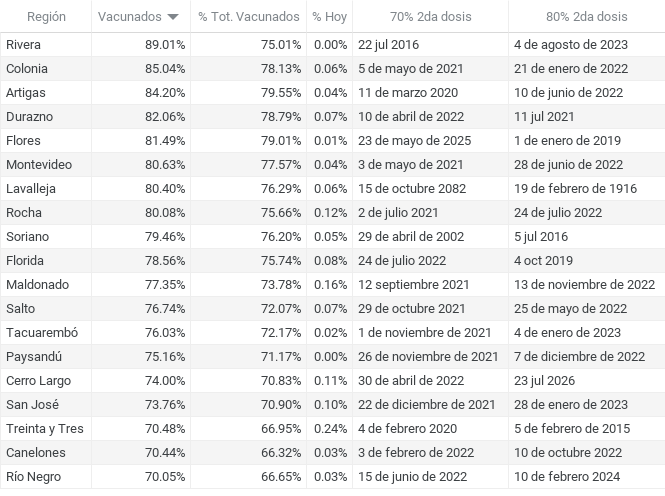 Región Vacunados % Tot. Vacunados % Hoy 70% 2da dosis 80% 2da dosis
Rivera 89.01% 75.01% 0.00% 22 jul 2016 4 de agosto de 2023
Colonia 85.04% 78.13% 0.06% 5 de mayo de 2021 21 de enero de 2022
Artigas 84.20% 79.55% 0.04% 11 de marzo 2020 10 de junio de 2022
Durazno 82.06% 78.79% 0.07% 10 de abril de 2022 11 jul 2021
Flores 81.49% 79.01% 0.01% 23 de mayo de 2025 1 de enero de 2019
Montevideo 80.63% 77.57% 0.04% 3 de mayo de 2021 28 de junio de 2022
Lavalleja 80.40% 76.29% 0.06% 15 de octubre 2082 19 de febrero de 1916
Rocha 80.08% 75.66% 0.12% 2 de julio 2021 24 de julio 2022
Soriano 79.46% 76.20% 0.05% 29 de abril de 2002 5 jul 2016
Florida 78.56% 75.74% 0.08% 24 de julio 2022 4 oct 2019
Maldonado 77.35% 73.78% 0.16% 12 septiembre 2021 13 de noviembre de 2022
Salto 76.74% 72.07% 0.07% 29 de octubre 2021 25 de mayo de 2022
Tacuarembó 76.03% 72.17% 0.02% 1 de noviembre de 2021 4 de enero de 2023
Paysandú 75.16% 71.17% 0.00% 26 de noviembre de 2021 7 de diciembre de 2022
Cerro Largo 74.00% 70.83% 0.11% 30 de abril de 2022 23 jul 2026
San José 73.76% 70.90% 0.10% 22 de diciembre de 2021 28 de enero de 2023
Treinta y Tres 70.48% 66.95% 0.24% 4 de febrero 2020 5 de febrero de 2015
Canelones 70.44% 66.32% 0.03% 3 de febrero de 2022 10 de octubre de 2022
Río Negro 70.05% 66.65% 0.03% 15 de junio de 2022 10 de febrero 2024